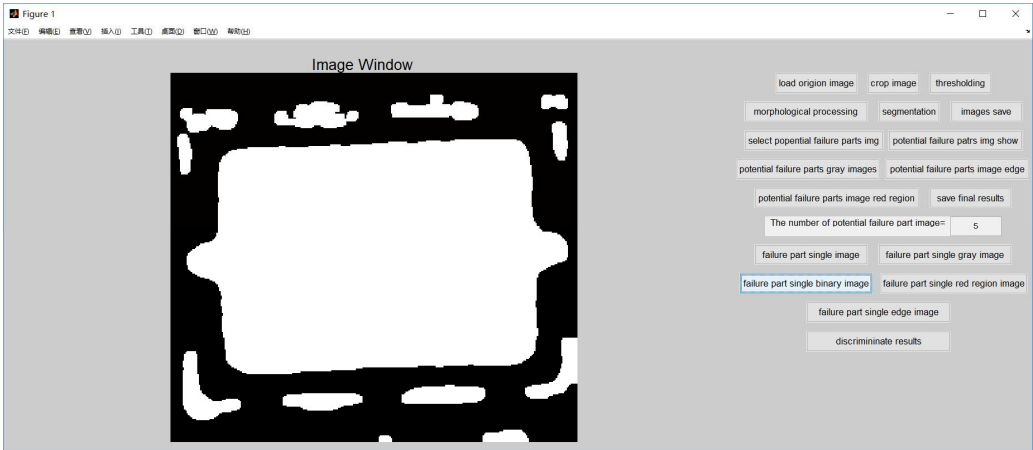 Figure 1
文件(F) 编辑(E) 查看(V) 插入(I) 工具(T) 桌面(D) 窗口(W) 帮助(H)
Image Window
load origion image crop image thresholding
morphological processing segmentation images save
select popential failure parts img potential failure patrs img show
potential failure parts gray images potential failure parts image edge
potential failure parts image red region save final results
The number of potential failure part image= 5
failure part single image failure part single gray image
failure part single binary image failure part single red region image
failure part single edge image
discrimininate results